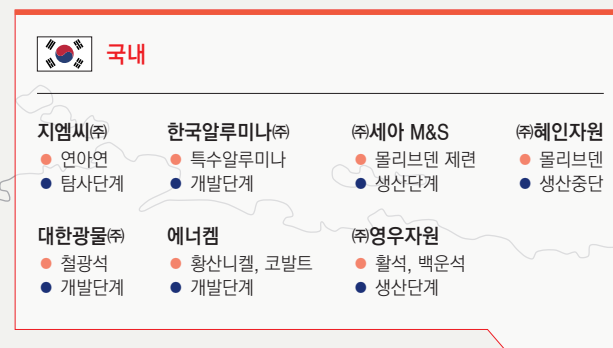 국내
지엠씨㈜
연아연
탐사단계
한국알루미나㈜
특수알루미나
개발단계
㈜세아 M&S
몰리브덴 제련
생산단계
㈜혜인자원
몰리브덴
생산중단
대한광물㈜
철광석
개발단계
에너켐
황산니켈, 코발트
개발단계
㈜영우자원
활석, 백운석
생산단계